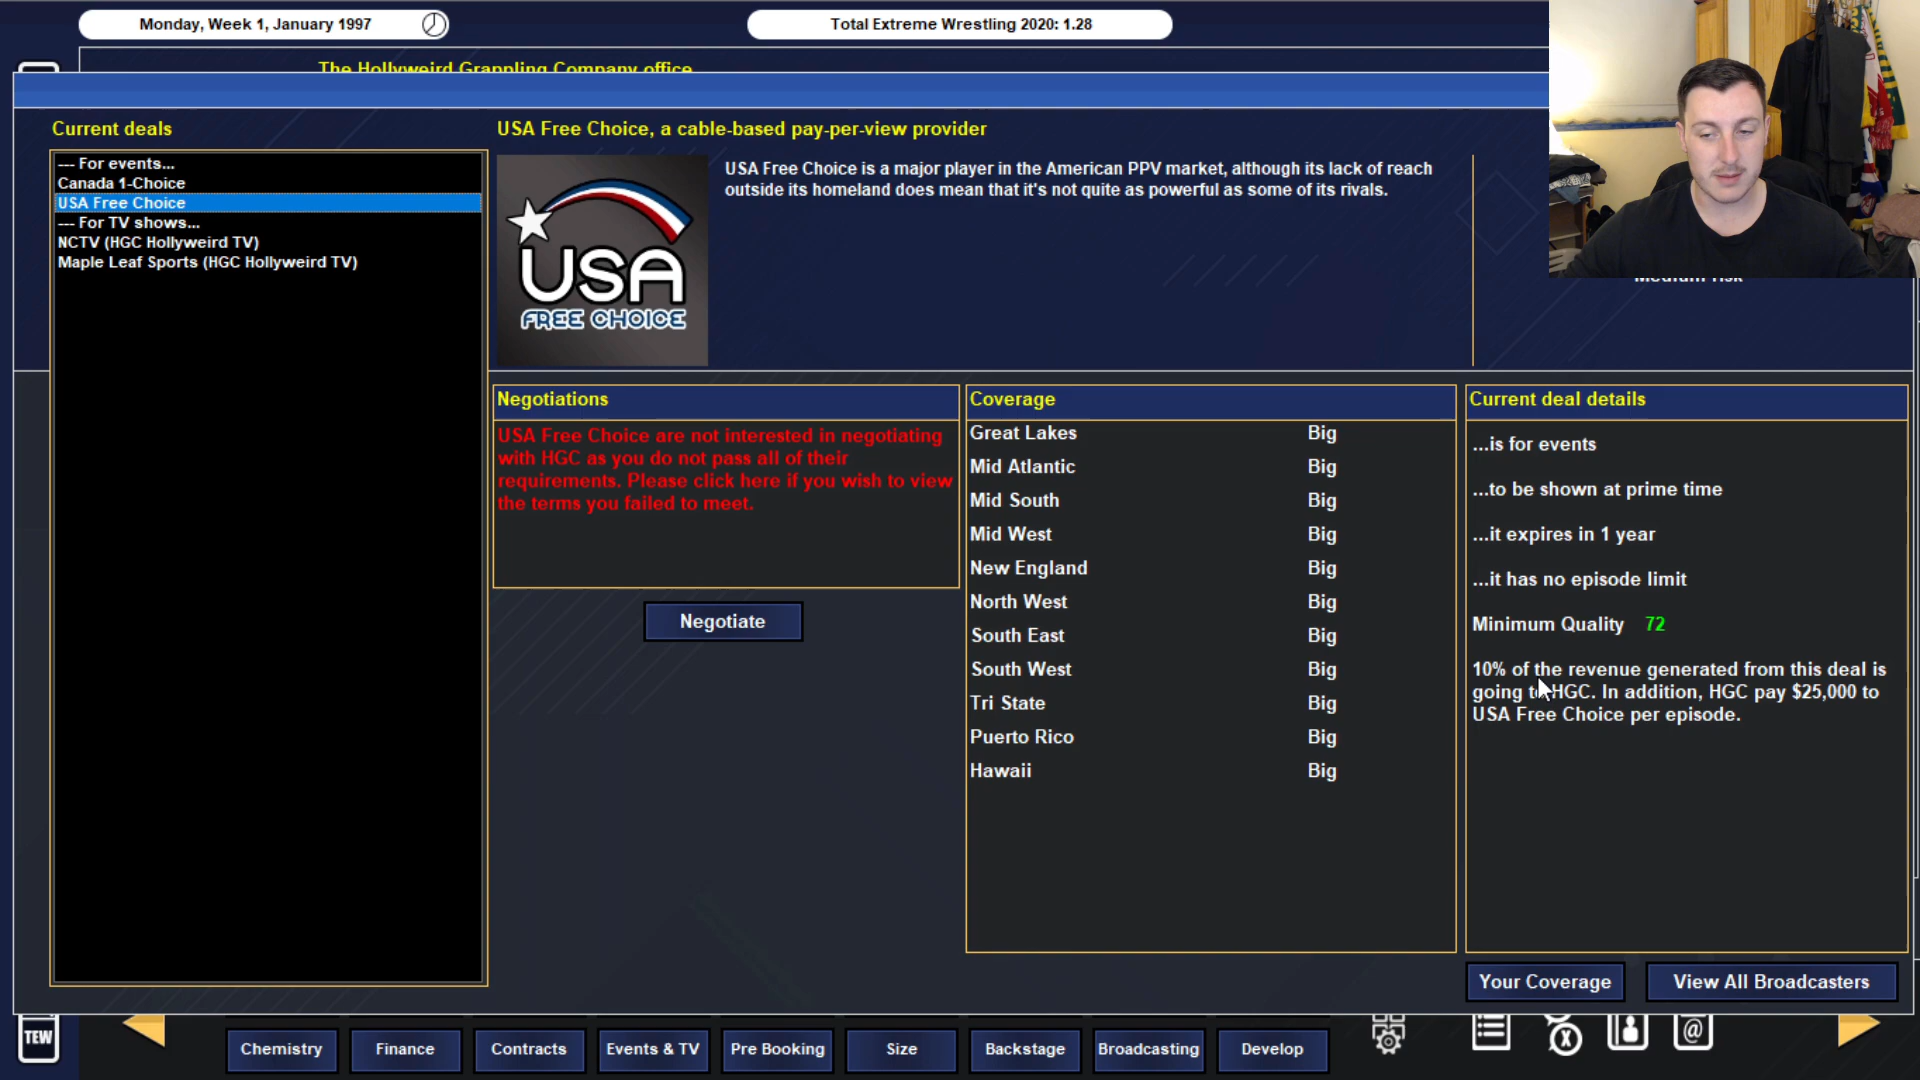 Monday, Week 1, January 1997
Total Extreme Wrestling 2020: 1.28
The Hollyweird Grappling Company office
Current deals
--- For events...
Canada 1-Choice
USA Free Choice
--- For TV shows...
NCTV (HGC Hollyweird TV)
Maple Leaf Sports (HGC Hollyweird TV)
USA Free Choice, a cable-based pay-per-view provider
USA
FREE CHOICE
USA Free Choice is a major player in the American PPV market, although its lack of reach
outside its homeland does mean that it's not quite as powerful as some of its rivals.
Medium risk
Negotiations
USA Free Choice are not interested in negotiating
with HGC as you do not pass all of their
requirements. Please click here if you wish to view
the terms you failed to meet.
Negotiate
Coverage
Great Lakes Big
Mid Atlantic Big
Mid South Big
Mid West Big
New England Big
North West Big
South East Big
South West Big
Tri State Big
Puerto Rico Big
Hawaii Big
Current deal details
...is for events
...to be shown at prime time
...it expires in 1 year
...it has no episode limit
Minimum Quality 72
10% of the revenue generated from this deal is
going to HGC. In addition, HGC pay $25,000 to
USA Free Choice per episode.
Your Coverage
View All Broadcasters
TEW
Chemistry
Finance
Contracts
Events & TV
Pre Booking
Size
Backstage
Broadcasting
Develop